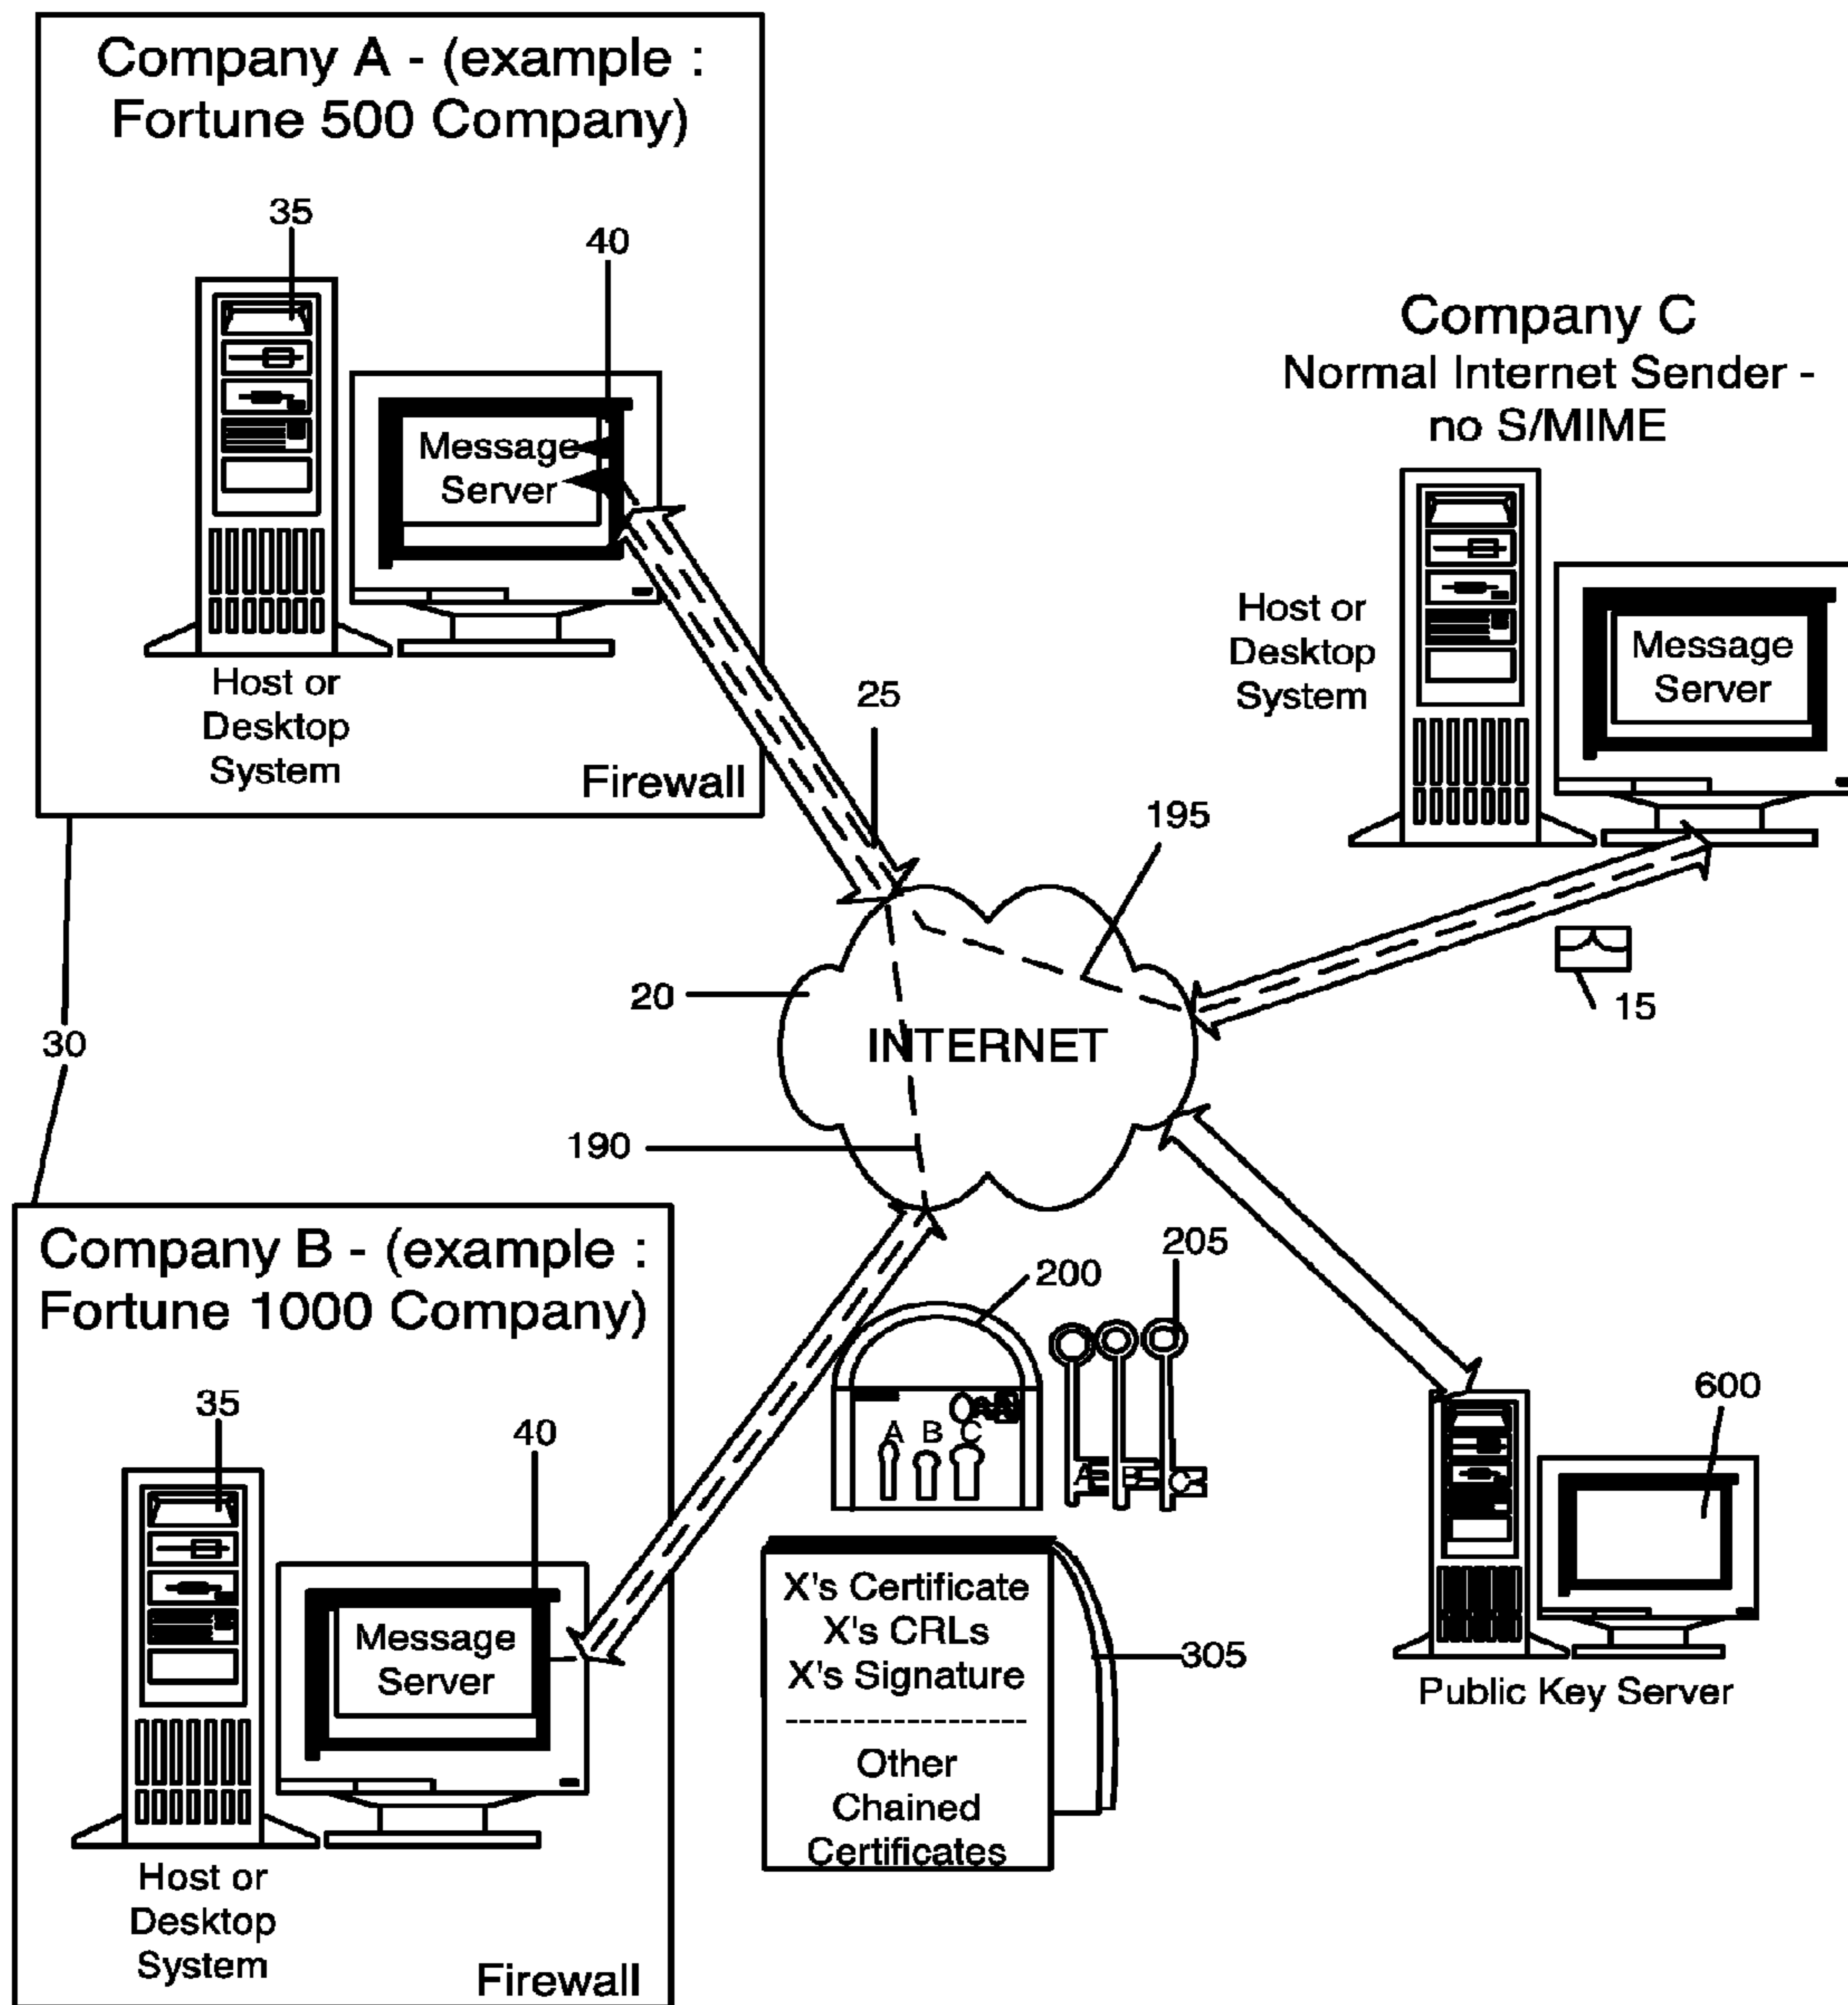 Company A - (example :
Fortune 500 Company)
35
40
Message
Server
Host or
Desktop
System
Firewall
25
Company C
Normal Internet Sender -
no S/MIME
Host or
Desktop
System
Message
Server
195
15
20
INTERNET
30
190
Company B - (example :
Fortune 1000 Company)
35
40
Message
Server
Host or
Desktop
System
Firewall
200
205
A B C
A B C
X's Certificate
X's CRLs
X's Signature
-------------------
Other
Chained
Certificates
305
600
Public Key Server